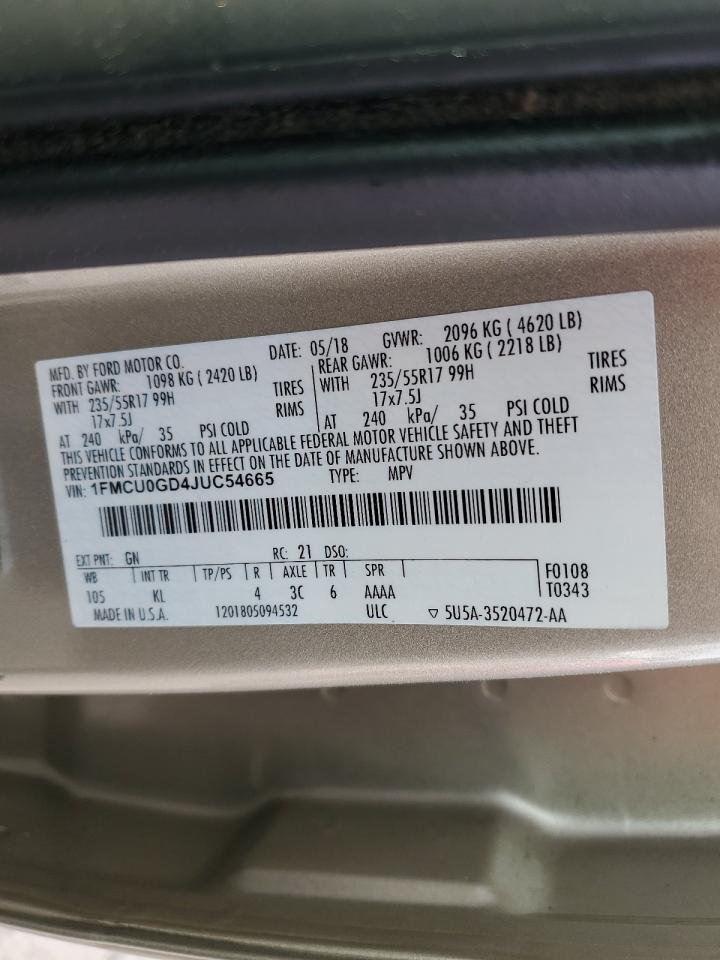 MFD. BY FORD MOTOR CO. DATE: 05/18 GVWR: 2096 KG ( 4620 LB)
FRONT GAWR: 1098 KG ( 2420 LB) REAR GAWR: 1006 KG ( 2218 LB)
WITH 235/55R17 99H TIRES WITH 235/55R17 99H TIRES
17x7.5J RIMS 17x7.5J RIMS
AT 240 kPa/ 35 PSI COLD AT 240 kPa/ 35 PSI COLD
THIS VEHICLE CONFORMS TO ALL APPLICABLE FEDERAL MOTOR VEHICLE SAFETY AND THEFT
PREVENTION STANDARDS IN EFFECT ON THE DATE OF MANUFACTURE SHOWN ABOVE.
VIN: 1FMCU0GD4JUC54665 TYPE: MPV
EXT PNT: GN RC: 21 DSO:
WB INT TR TP/PS R AXLE TR SPR F0108
105 KL 4 3C 6 AAAA T0343
MADE IN U.S.A. 1201805094532 ULC ▽ 5U5A-3520472-AA